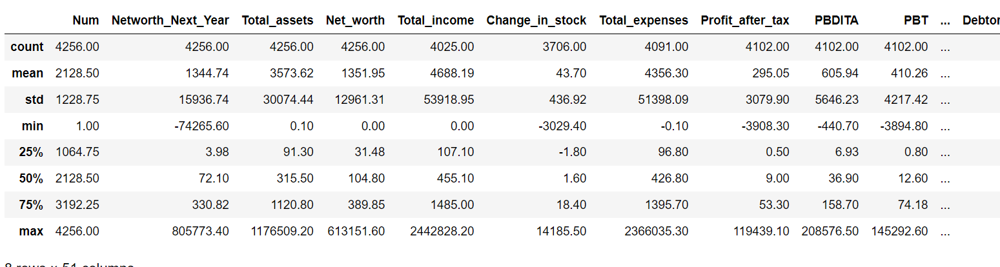 Num Networth_Next_Year Total_assets Net_worth Total_income Change_in_stock Total_expenses Profit_after_tax PBDITA PBT ... Debtor
count 4256.00 4256.00 4256.00 4256.00 4025.00 3706.00 4091.00 4102.00 4102.00 4102.00 ...
mean 2128.50 1344.74 3573.62 1351.95 4688.19 43.70 4356.30 295.05 605.94 410.26 ...
std 1228.75 15936.74 30074.44 12961.31 53918.95 436.92 51398.09 3079.90 5646.23 4217.42 ...
min 1.00 -74265.60 0.10 0.00 0.00 -3029.40 -0.10 -3908.30 -440.70 -3894.80 ...
25% 1064.75 3.98 91.30 31.48 107.10 -1.80 96.80 0.50 6.93 0.80 ...
50% 2128.50 72.10 315.50 104.80 455.10 1.60 426.80 9.00 36.90 12.60 ...
75% 3192.25 330.82 1120.80 389.85 1485.00 18.40 1395.70 53.30 158.70 74.18 ...
max 4256.00 805773.40 1176509.20 613151.60 2442828.20 14185.50 2366035.30 119439.10 208576.50 145292.60 ...
8 rows × 51 columns